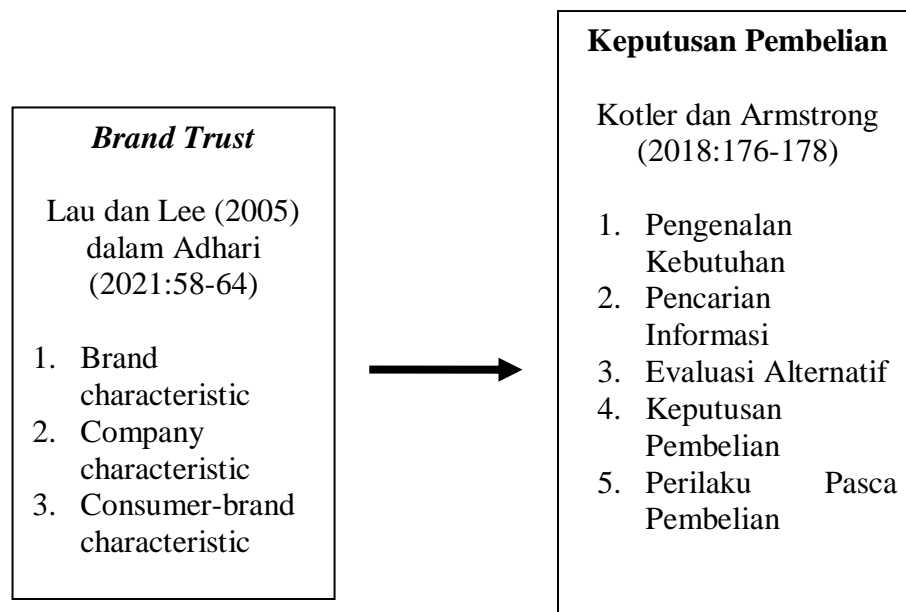 Brand Trust
Lau dan Lee (2005)
dalam Adhari
(2021:58-64)
1. Brand
characteristic
2. Company
characteristic
3. Consumer-brand
characteristic
Keputusan Pembelian
Kotler dan Armstrong
(2018:176-178)
1. Pengenalan
Kebutuhan
2. Pencarian
Informasi
3. Evaluasi Alternatif
4. Keputusan
Pembelian
5. Perilaku Pasca
Pembelian